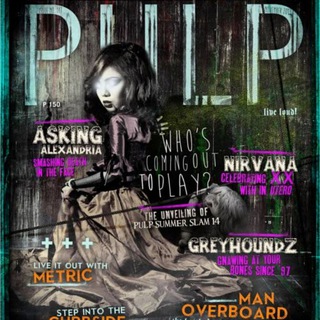 PULP
P 150
live loud!
ASKING
ALEXANDRIA
SMASHING
IN THE FACE
WHO'S
COMING OUT
TO PLAY?
NIRVANA
CELEBRATING XX
WITH IN UTERO
THE UNVEILING OF
PULP SUMMER SLAM 14
GREYHOUNDZ
GNAWING AT YOUR
BONES SINCE '97
+ + +
LIVE IT OUT WITH
METRIC
STEP INTO THE
MAN
OVERBOARD